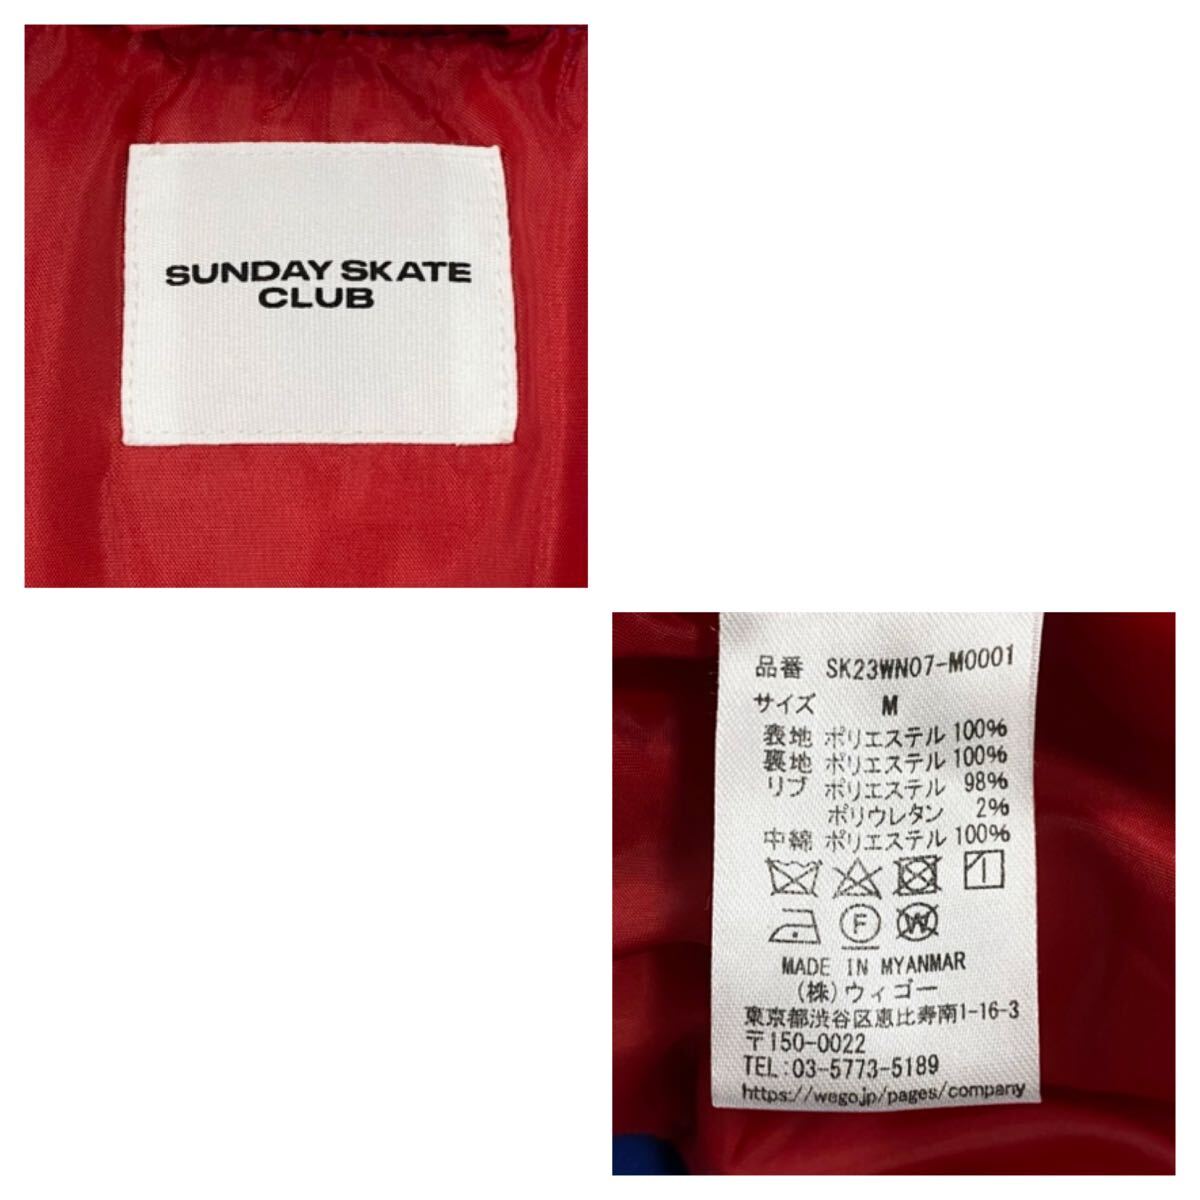 SUNDAY SKATE
CLUB
品番 SK23WN07-M0001
サイズ M
表地 ポリエステル 100%
裏地 ポリエステル 100%
リブ ポリエステル 98%
ポリウレタン 2%
中綿 ポリエステル 100%
F W
MADE IN MYANMAR
(株)ウィゴー
東京都渋谷区恵比寿南1-16-3
〒150-0022
TEL:03-5773-5189
https://wego.jp/pages/company